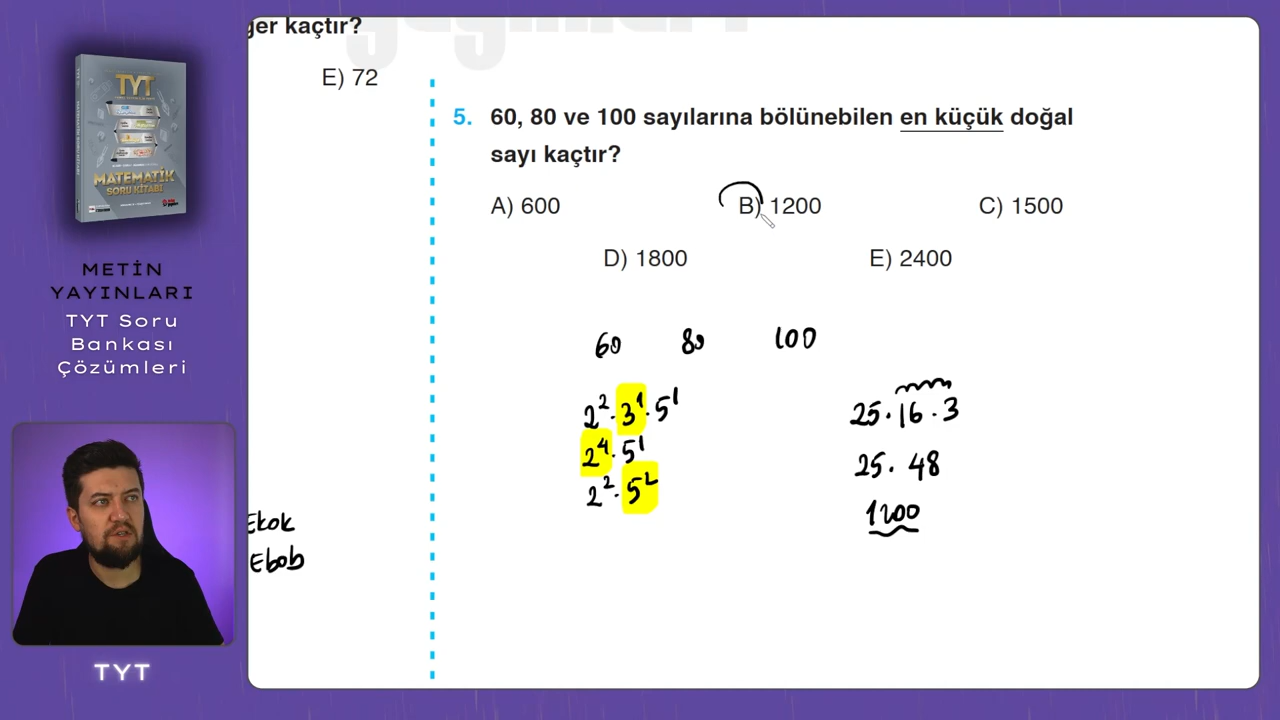 ğer kaçtır?
E) 72
TYT
MATEMATİK
SORU KİTABI
METİN
YAYINLARI
TYT Soru
Bankası
Çözümleri
TYT
Ekok
Ebob
5. 60, 80 ve 100 sayılarına bölünebilen en küçük doğal
sayı kaçtır?
A) 600 B) 1200 C) 1500
D) 1800 E) 2400
60 80 100
2² . 3¹ . 5¹
2⁴ . 5¹
2² . 5²
25 . 16 . 3
25 . 48
1200